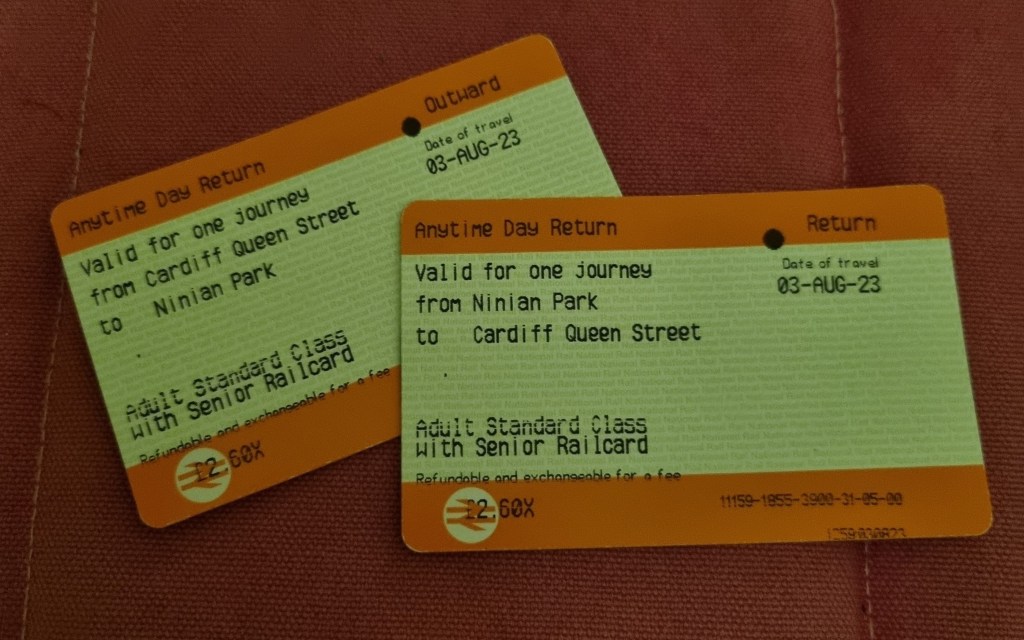 Outward
Anytime Day Return
Date of travel
03-AUG-23
Valid for one journey
from Cardiff Queen Street
to Ninian Park
Adult Standard Class
with Senior Railcard
Refundable and exchangeable for a fee
£2.60X
Anytime Day Return
Return
Valid for one journey
Date of travel
03-AUG-23
from Ninian Park
to Cardiff Queen Street
Adult Standard Class
with Senior Railcard
Refundable and exchangeable for a fee
£2.60X
11159-1855-3900-31-05-00